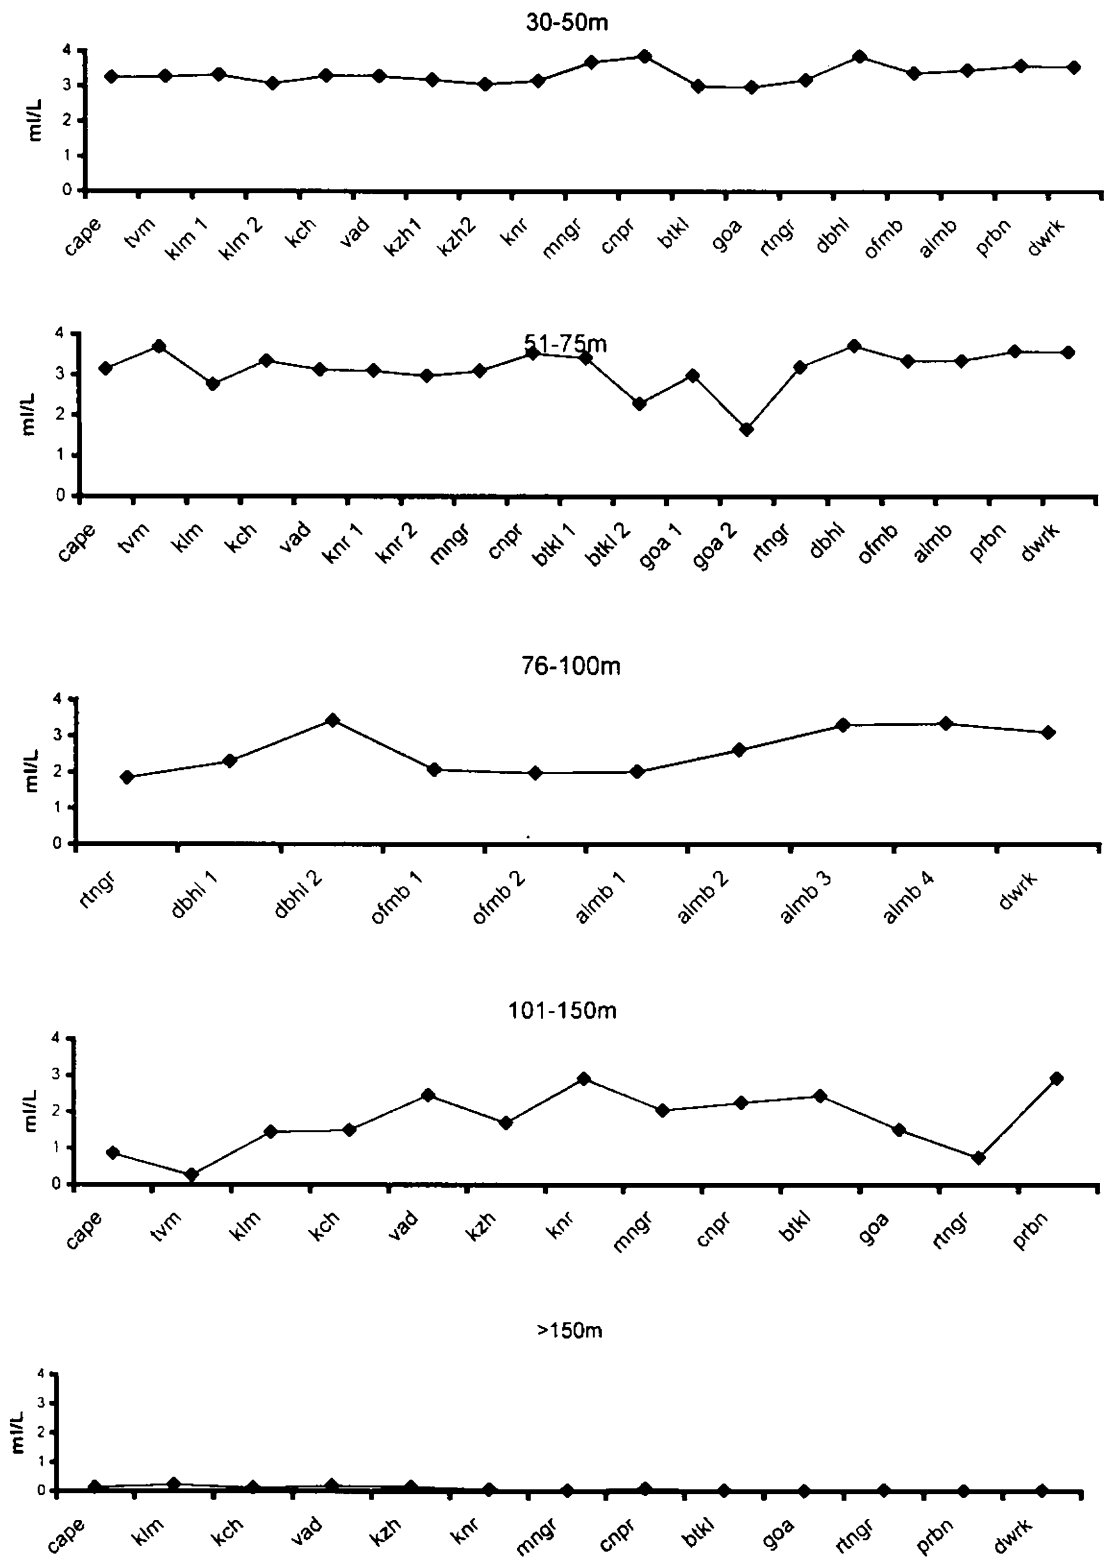 30-50m
4
3
2
1
0
ml/L
cape tvm klm 1 klm 2 kch vad kzh1 kzh2 knr mngr cnpr btkl goa rtngr dbhl ofmb almb prbn dwrk
51-75m
4
3
2
1
0
ml/L
cape tvm klm kch vad knr 1 knr 2 mngr cnpr btkl 1 btkl 2 goa 1 goa 2 rtngr dbhl ofmb almb prbn dwrk
76-100m
4
3
2
1
0
ml/L
rtngr dbhl 1 dbhl 2 ofmb 1 ofmb 2 almb 1 almb 2 almb 3 almb 4 dwrk
101-150m
4
3
2
1
0
ml/L
cape tvm klm kch vad kzh knr mngr cnpr btkl goa rtngr prbn
>150m
4
3
2
1
0
ml/L
cape klm kch vad kzh knr mngr cnpr btkl goa rtngr prbn dwrk